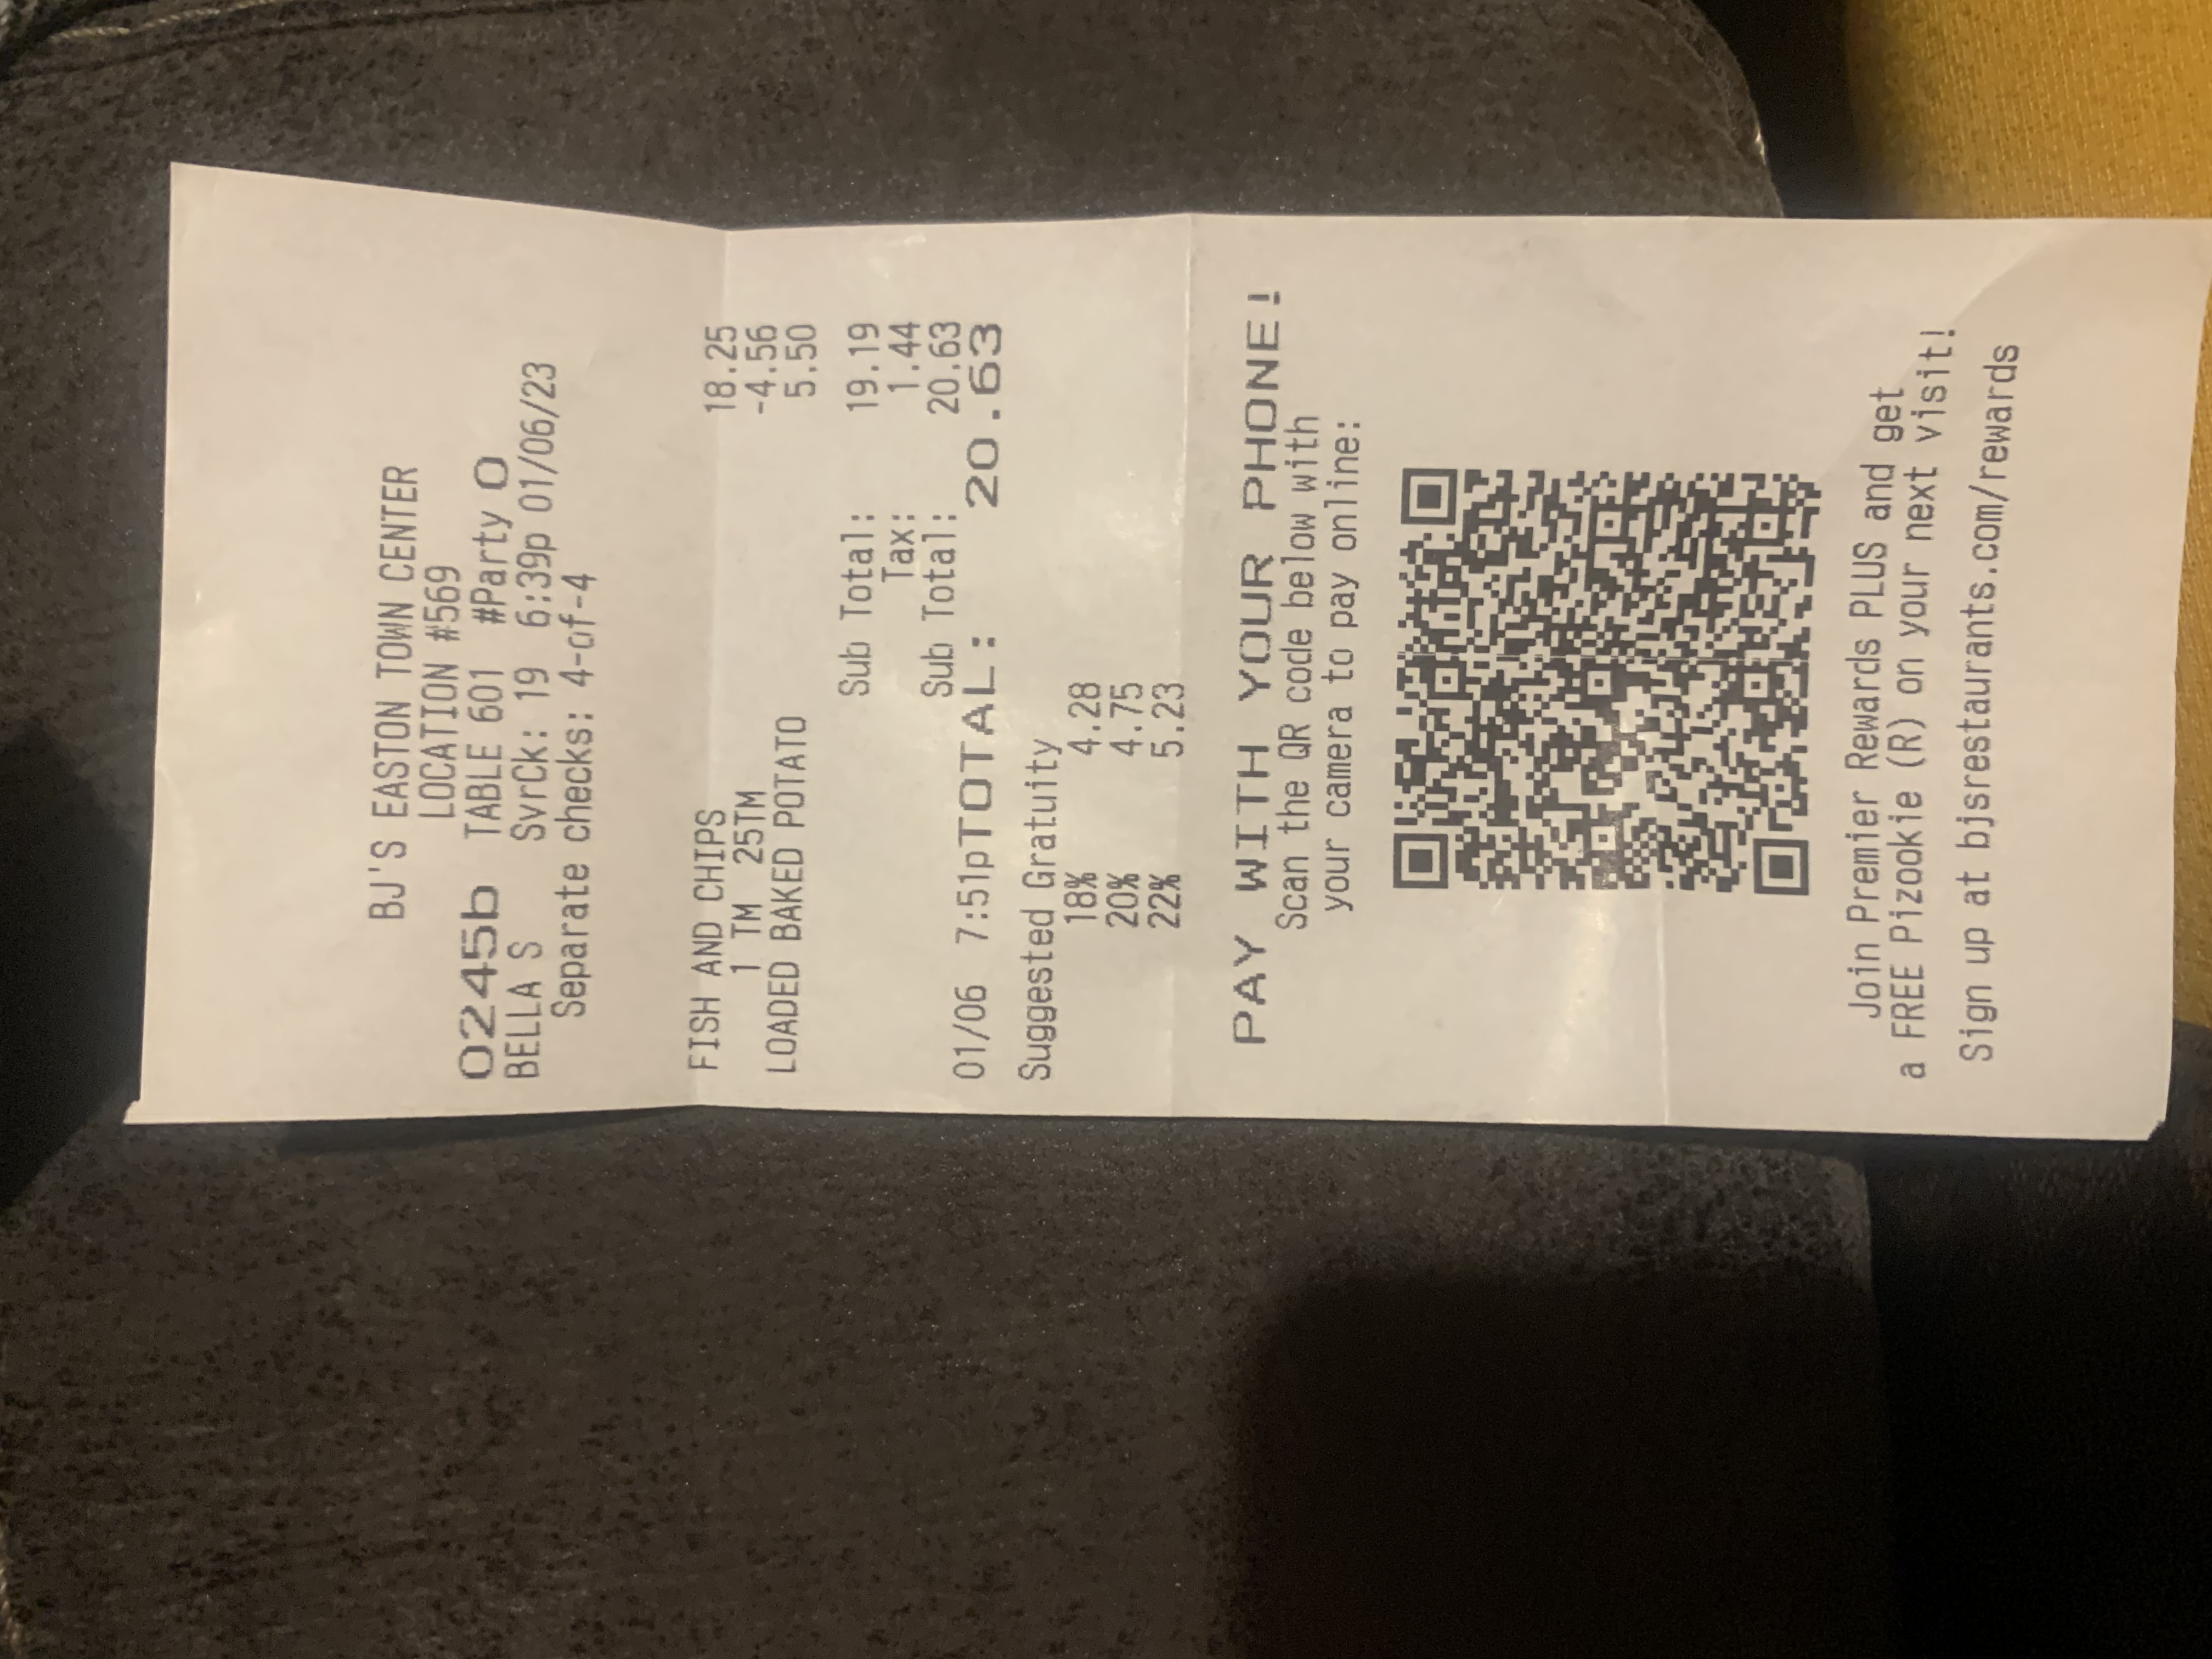 BJ'S EASTON TOWN CENTER
LOCATION #569
0245b TABLE 601 #Party 0
BELLA S SvrCk: 19 6:39p 01/06/23
Separate checks: 4-of-4
FISH AND CHIPS 18.25
1 TM 25TM -4.56
LOADED BAKED POTATO 5.50
Sub Total: 19.19
Tax: 1.44
Sub Total: 20.63
01/06 7:51pTOTAL: 20.63
Suggested Gratuity
18% 4.28
20% 4.75
22% 5.23
PAY WITH YOUR PHONE!
Scan the QR code below with
your camera to pay online:
Join Premier Rewards PLUS and get
a FREE Pizookie (R) on your next visit!
Sign up at bjsrestaurants.com/rewards